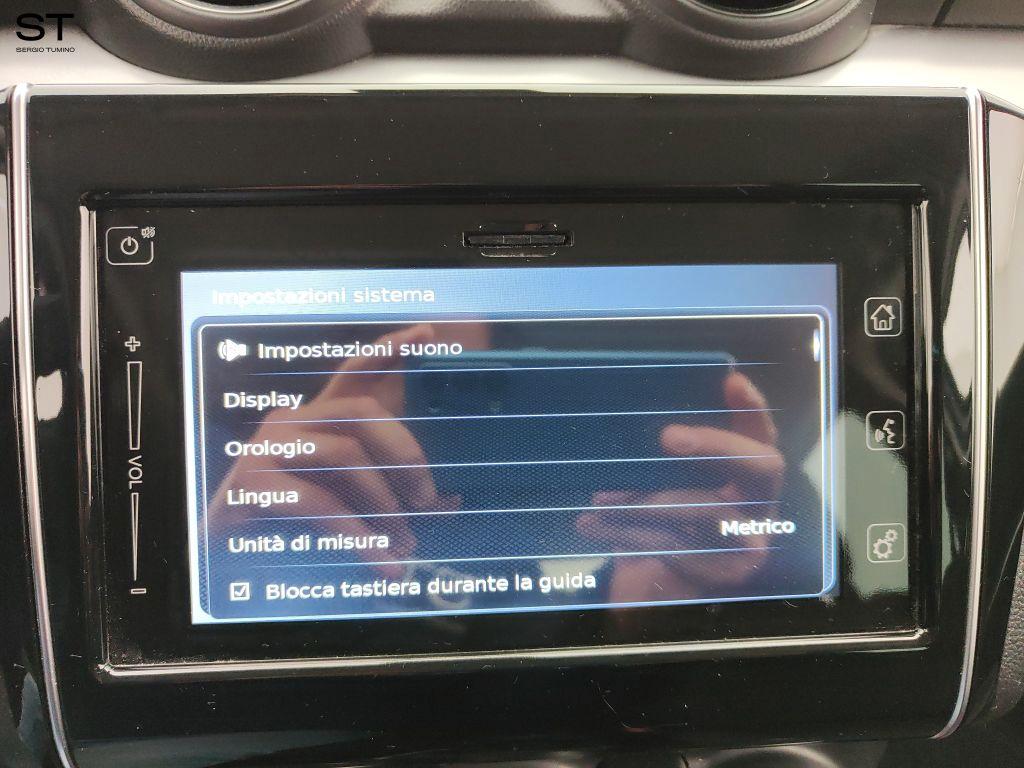 ST
SERGIO TUMINO
Impostazioni sistema
Impostazioni suono
Display
Orologio
Lingua
Unità di misura Metrico
Blocca tastiera durante la guida
+
VOL
-